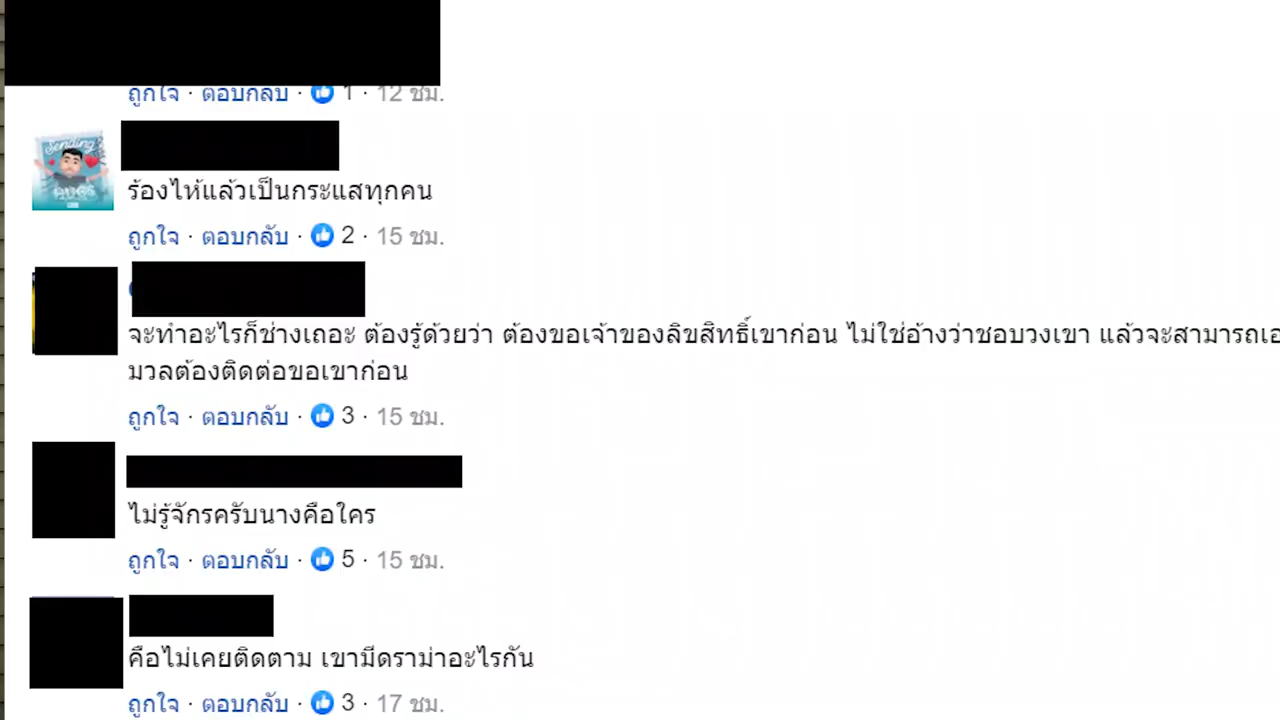 ถูกใจ · ตอบกลับ · 1 · 12 ชม.
Sending
HUGS
ร้องไห้แล้วเป็นกระแสทุกคน
ถูกใจ · ตอบกลับ · 2 · 15 ชม.
จะทำอะไรก็ช่างเถอะ ต้องรู้ด้วยว่า ต้องขอเจ้าของลิขสิทธิ์เขาก่อน ไม่ใช่อ้างว่าชอบวงเขา แล้วจะสามารถเอ
มวลต้องติดต่อขอเขาก่อน
ถูกใจ · ตอบกลับ · 3 · 15 ชม.
ไม่รู้จักรครับนางคือใคร
ถูกใจ · ตอบกลับ · 5 · 15 ชม.
คือไม่เคยติดตาม เขามีดราม่าอะไรกัน
ถูกใจ · ตอบกลับ · 3 · 17 ชม.